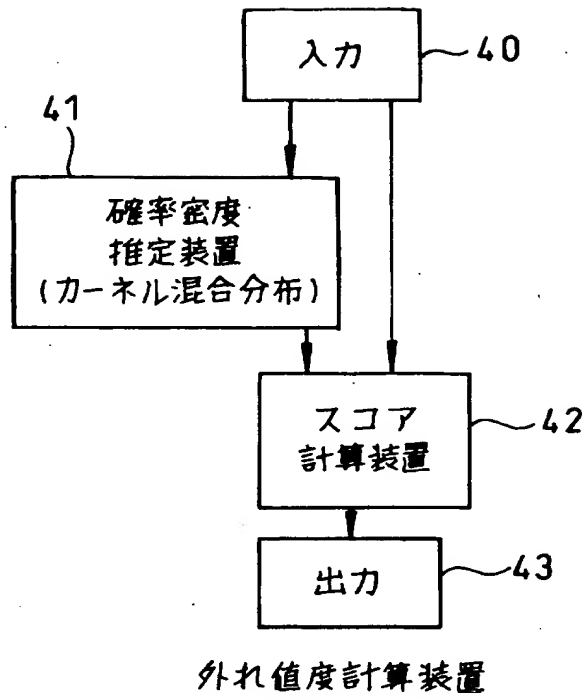 入力
40
41
確率密度
推定装置
(カーネル混合分布)
スコア
計算装置
42
出力
43
外れ値度計算装置